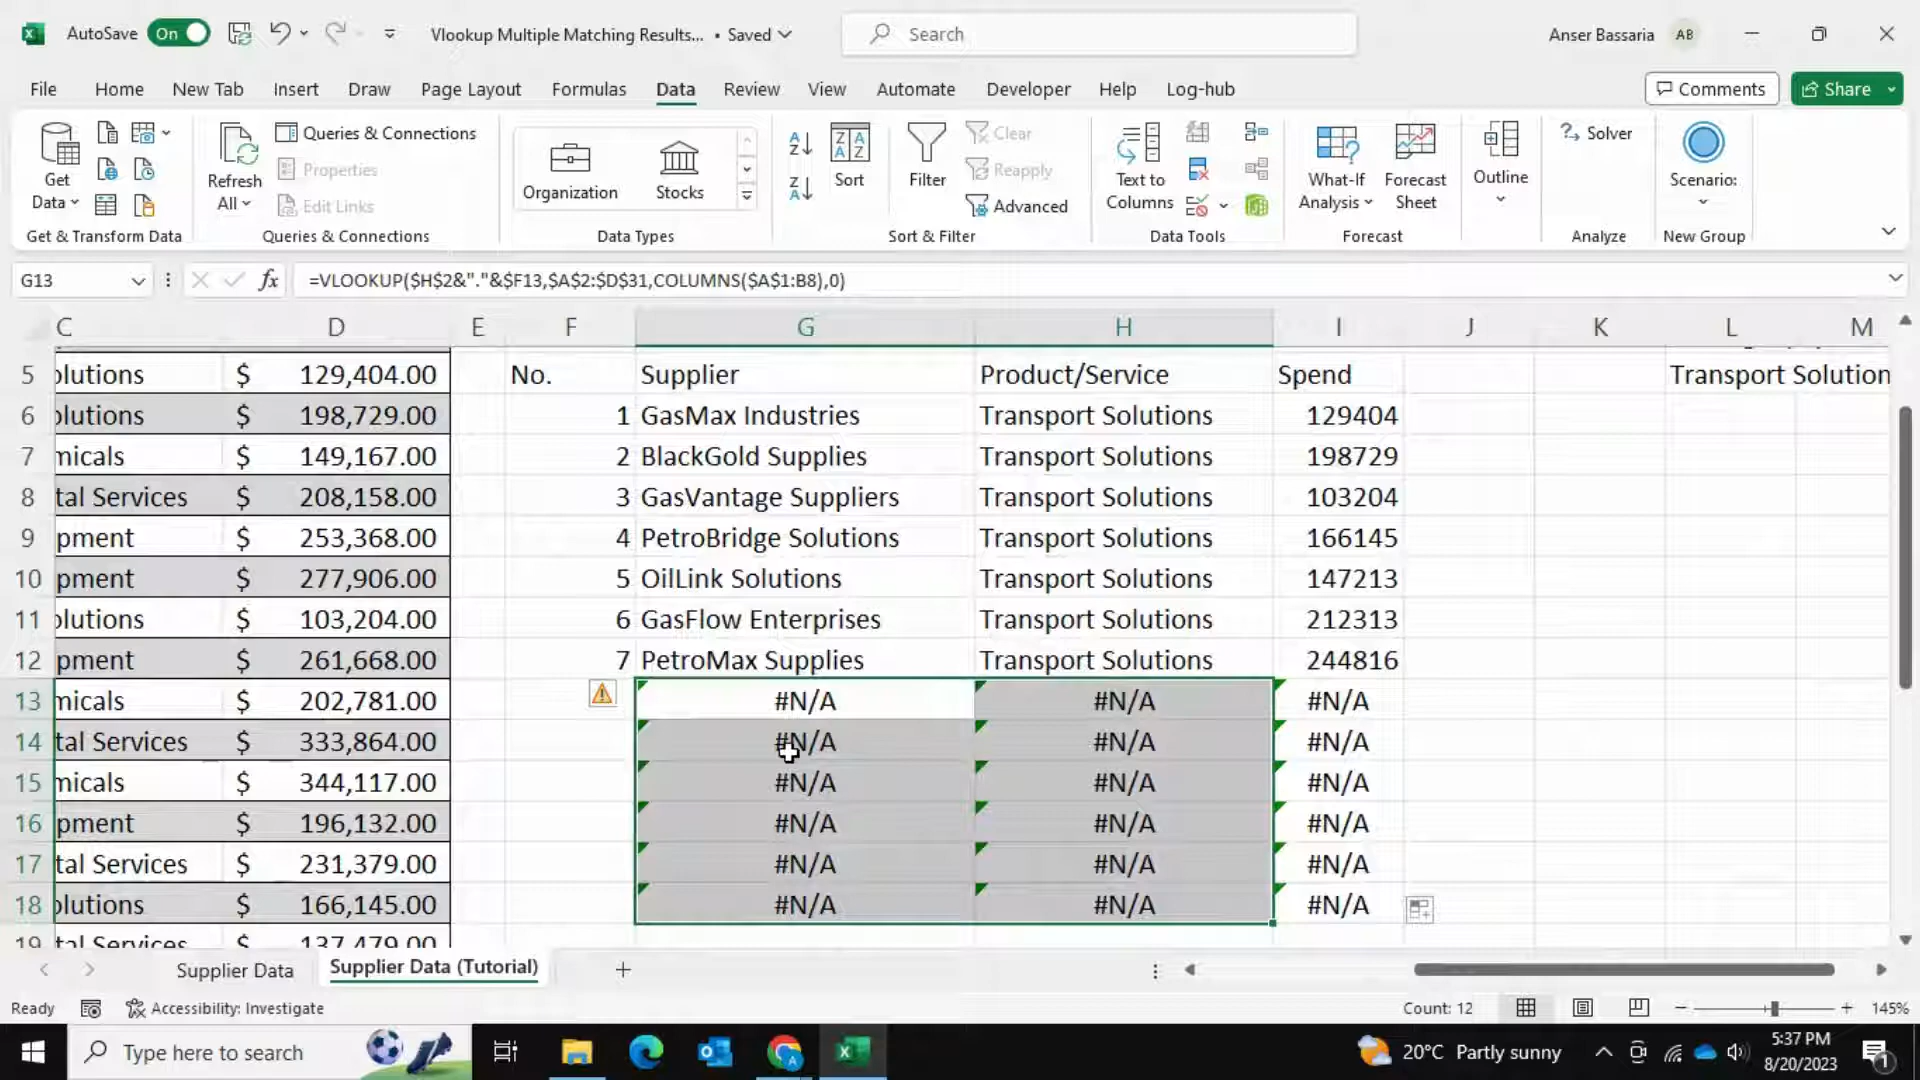 AutoSave On Vlookup Multiple Matching Results... • Saved Search Anser Bassaria AB
File Home New Tab Insert Draw Page Layout Formulas Data Review View Automate Developer Help Log-hub Comments Share
Get Data Refresh All Queries & Connections Properties Edit Links Organization Stocks Sort Filter Clear Reapply Advanced Text to Columns What-If Analysis Forecast Sheet Outline Solver Scenario:
Get & Transform Data Queries & Connections Data Types Sort & Filter Data Tools Forecast Analyze New Group
G13 fx =VLOOKUP($H$2&"."&$F13,$A$2:$D$31,COLUMNS($A$1:B8),0)
C D E F G H I J K L M
5 olutions $ 129,404.00 No. Supplier Product/Service Spend Transport Solution
6 olutions $ 198,729.00 1 GasMax Industries Transport Solutions 129404
7 micals $ 149,167.00 2 BlackGold Supplies Transport Solutions 198729
8 tal Services $ 208,158.00 3 GasVantage Suppliers Transport Solutions 103204
9 pment $ 253,368.00 4 PetroBridge Solutions Transport Solutions 166145
10 pment $ 277,906.00 5 OilLink Solutions Transport Solutions 147213
11 olutions $ 103,204.00 6 GasFlow Enterprises Transport Solutions 212313
12 pment $ 261,668.00 7 PetroMax Supplies Transport Solutions 244816
13 micals $ 202,781.00 #N/A #N/A #N/A
14 tal Services $ 333,864.00 #N/A #N/A #N/A
15 micals $ 344,117.00 #N/A #N/A #N/A
16 pment $ 196,132.00 #N/A #N/A #N/A
17 tal Services $ 231,379.00 #N/A #N/A #N/A
18 olutions $ 166,145.00 #N/A #N/A #N/A
19 tal Services $ 137,479.00
Supplier Data Supplier Data (Tutorial)
Ready Accessibility: Investigate Count: 12 145%
Type here to search 20°C Partly sunny 5:37 PM
8/20/2023 1